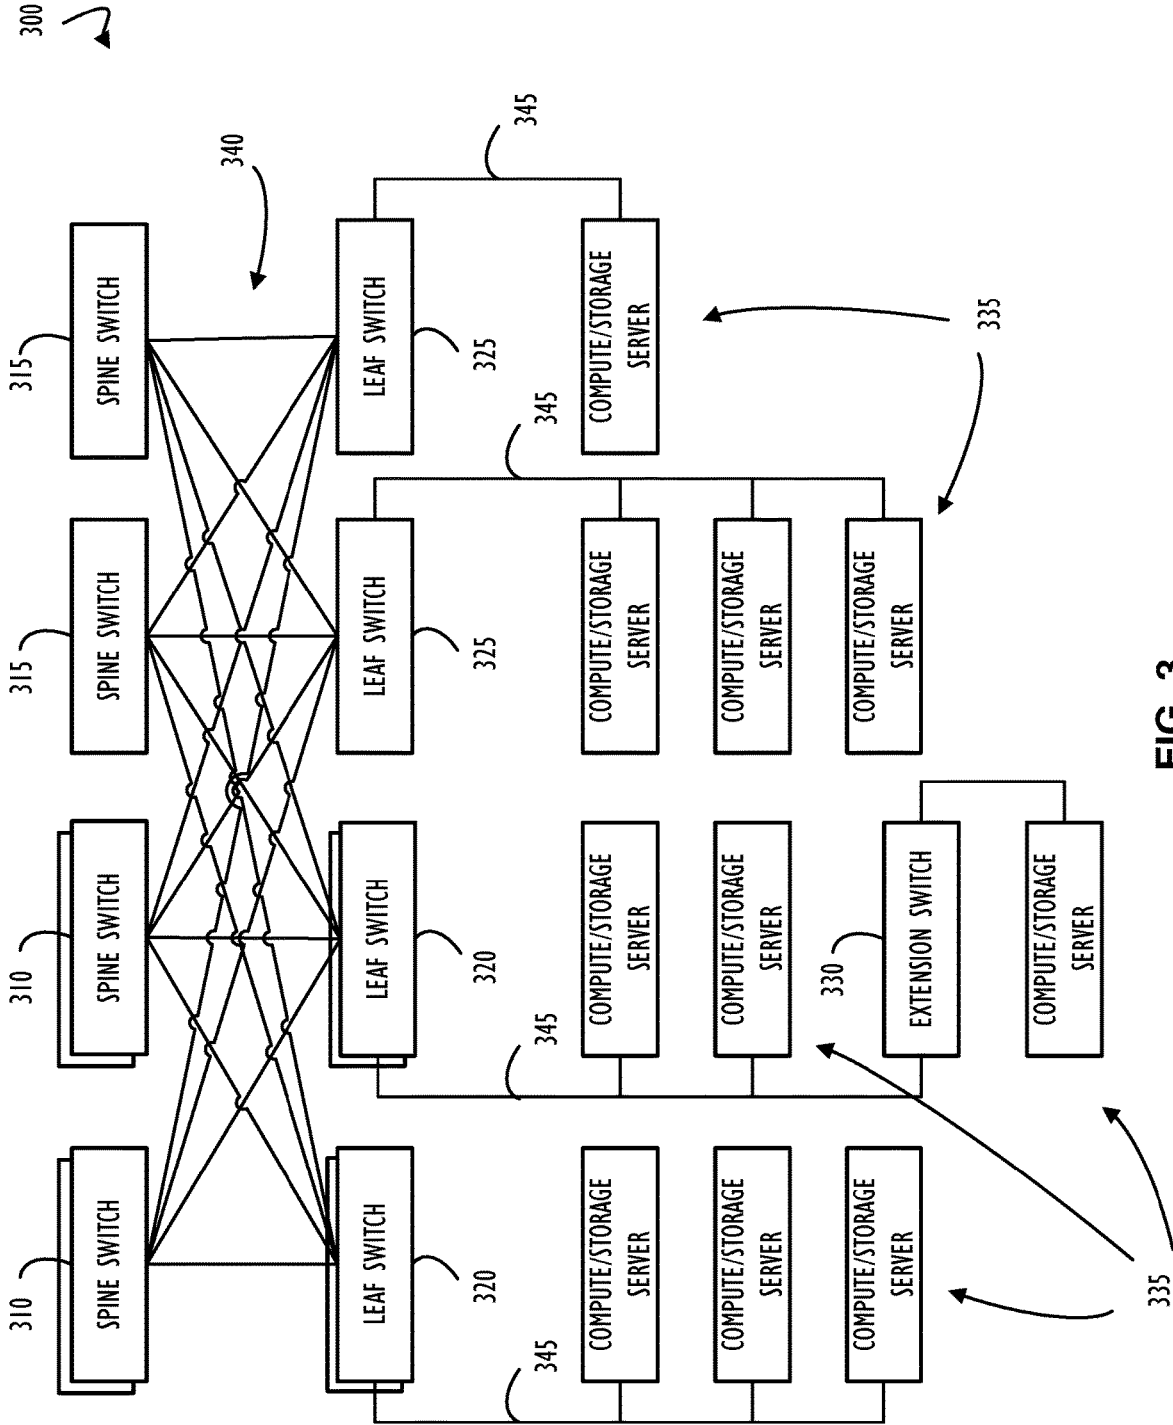 300
310
310
315
315
SPINE SWITCH
SPINE SWITCH
SPINE SWITCH
SPINE SWITCH
340
LEAF SWITCH
LEAF SWITCH
LEAF SWITCH
LEAF SWITCH
320
320
325
325
345
345
345
345
COMPUTE/STORAGE
SERVER
COMPUTE/STORAGE
SERVER
COMPUTE/STORAGE
SERVER
COMPUTE/STORAGE
SERVER
COMPUTE/STORAGE
SERVER
COMPUTE/STORAGE
SERVER
COMPUTE/STORAGE
SERVER
330
COMPUTE/STORAGE
SERVER
EXTENSION SWITCH
COMPUTE/STORAGE
SERVER
335
COMPUTE/STORAGE
SERVER
335
FIG. 3